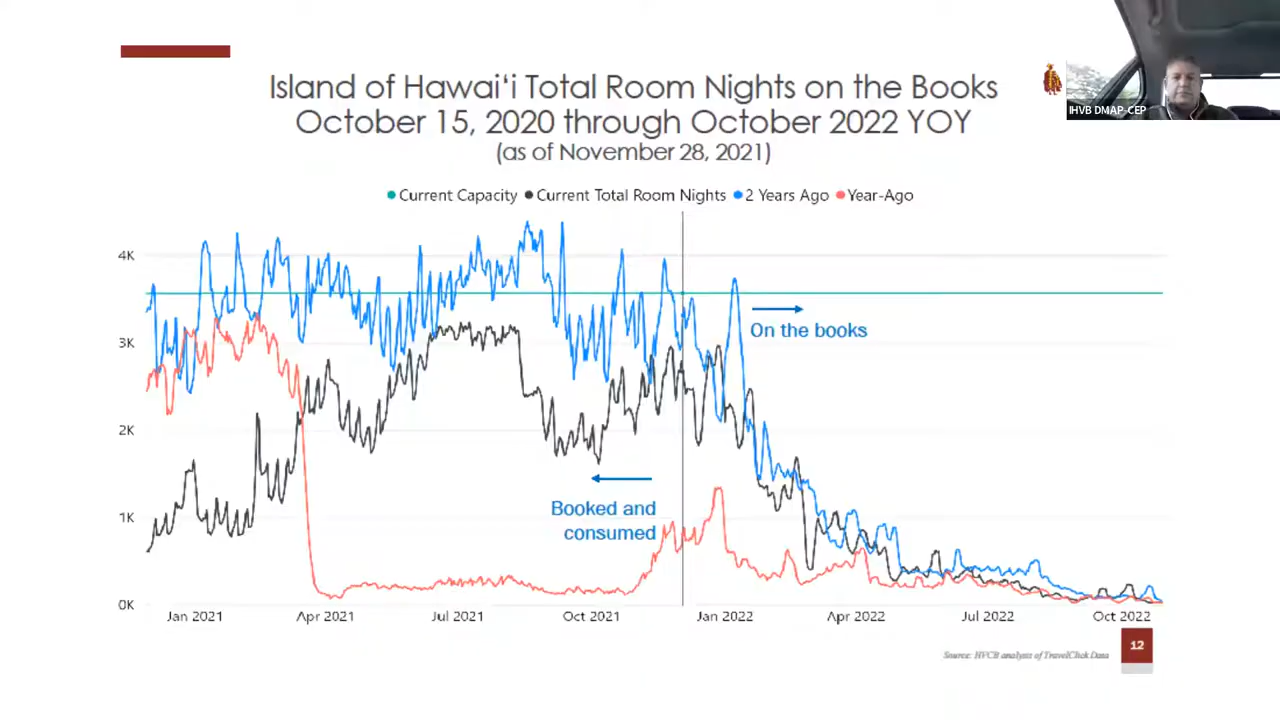 Island of Hawai‘i Total Room Nights on the Books
October 15, 2020 through October 2022 YOY
(as of November 28, 2021)
IHVB DMAP-CEP
Current Capacity Current Total Room Nights 2 Years Ago Year-Ago
4K
3K
2K
1K
0K
On the books
Booked and
consumed
Jan 2021 Apr 2021 Jul 2021 Oct 2021 Jan 2022 Apr 2022 Jul 2022 Oct 2022
Source: HVCB analysis of TravelClick Data
12